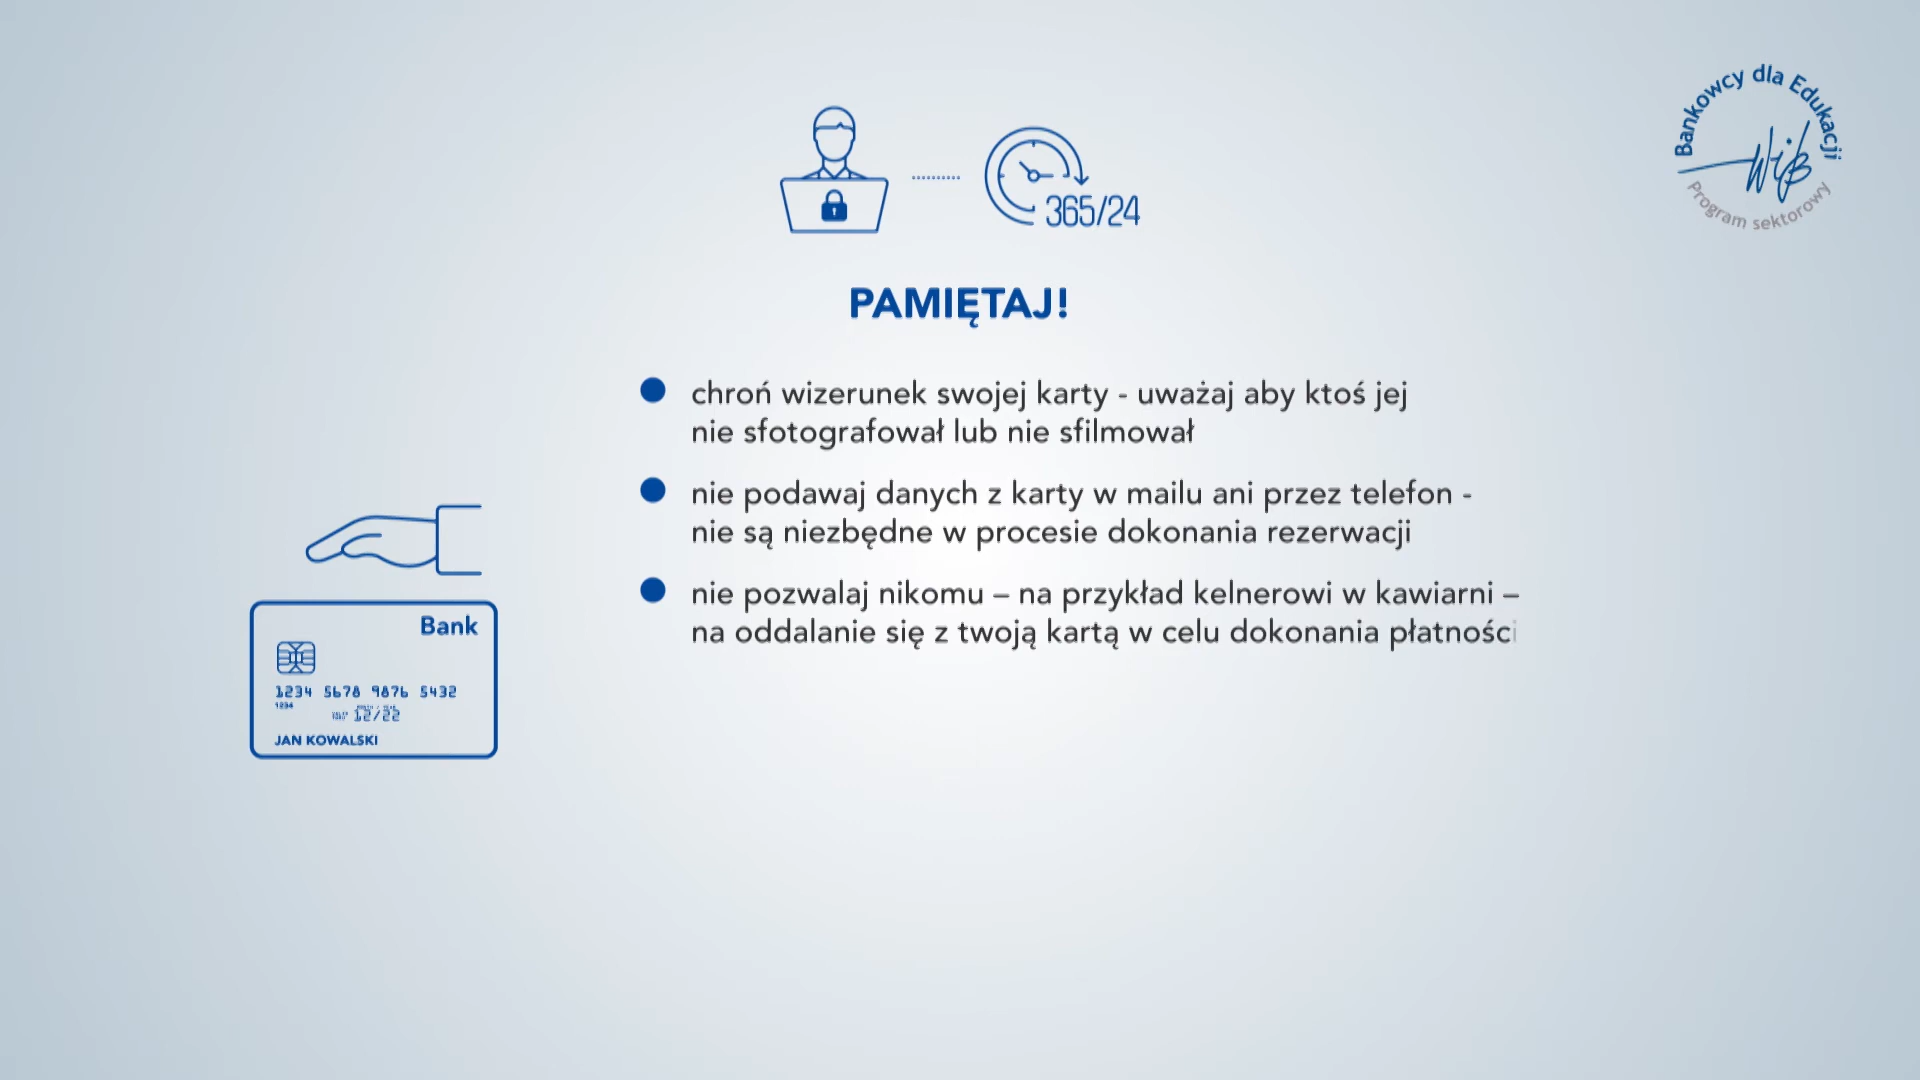 Bankowcy dla Edukacji
WiB
Program sektorowy
365/24
PAMIĘTAJ!
chroń wizerunek swojej karty - uważaj aby ktoś jej
nie sfotografował lub nie sfilmował
nie podawaj danych z karty w mailu ani przez telefon -
nie są niezbędne w procesie dokonania rezerwacji
nie pozwalaj nikomu – na przykład kelnerowi w kawiarni –
na oddalanie się z twoją kartą w celu dokonania płatności
Bank
1234 5678 9876 5432
1234
12/22
JAN KOWALSKI